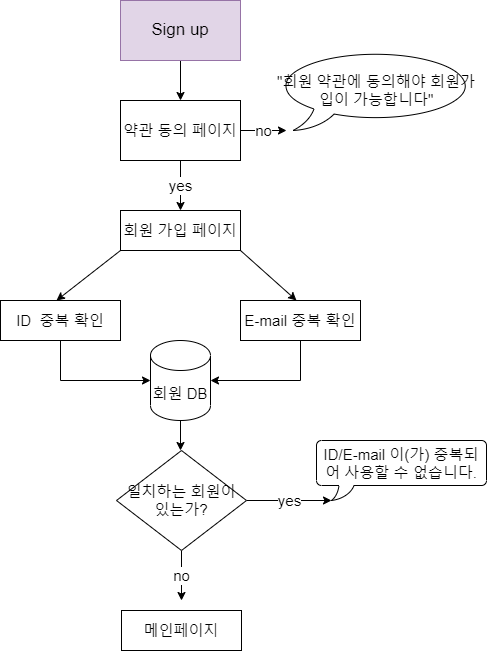 Sign up
"회원 약관에 동의해야 회원가
입이 가능합니다"
약관 동의 페이지
no
yes
회원 가입 페이지
ID 중복 확인
E-mail 중복 확인
회원 DB
ID/E-mail 이(가) 중복되
어 사용할 수 없습니다.
일치하는 회원이
있는가?
yes
no
메인페이지